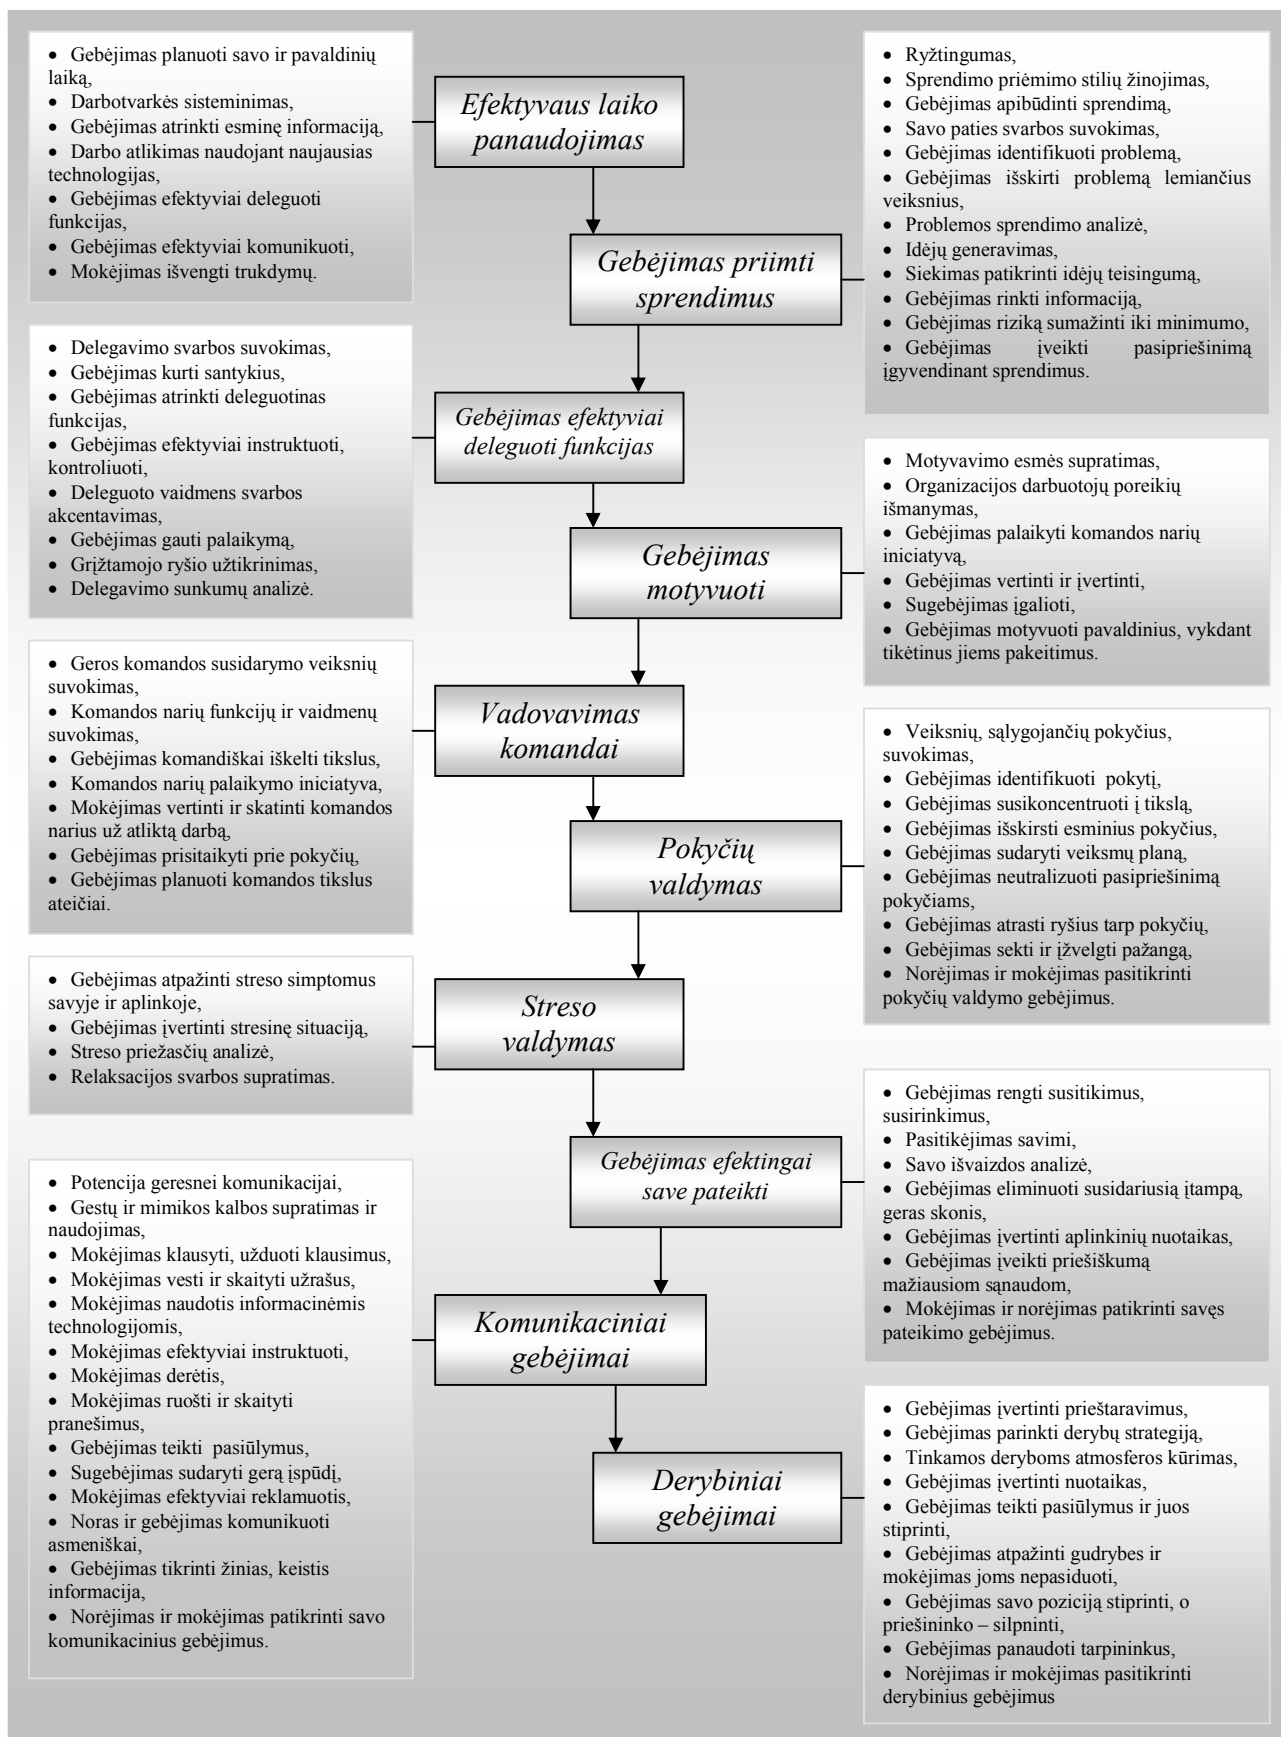 • Gebėjimas planuoti savo ir pavaldinių
laiką,
• Darbotvarkės sisteminimas,
• Gebėjimas atrinkti esminę informaciją,
• Darbo atlikimas naudojant naujausias
technologijas,
• Gebėjimas efektyviai deleguoti
funkcijas,
• Gebėjimas efektyviai komunikuoti,
• Mokėjimas išvengti trukdymų.
Efektyvaus laiko
panaudojimas
• Ryžtingumas,
• Sprendimo priėmimo stilių žinojimas,
• Gebėjimas apibūdinti sprendimą,
• Savo paties svarbos suvokimas,
• Gebėjimas identifikuoti problemą,
• Gebėjimas išskirti problemą lemiančius
veiksnius,
• Problemos sprendimo analizė,
• Idėjų generavimas,
• Siekimas patikrinti idėjų teisingumą,
• Gebėjimas rinkti informaciją,
• Gebėjimas riziką sumažinti iki minimumo,
• Gebėjimas įveikti pasipriešinimą
įgyvendinant sprendimus.
Gebėjimas priimti
sprendimus
• Delegavimo svarbos suvokimas,
• Gebėjimas kurti santykius,
• Gebėjimas atrinkti deleguotinas
funkcijas,
• Gebėjimas efektyviai instruktuoti,
kontroliuoti,
• Deleguoto vaidmens svarbos
akcentavimas,
• Gebėjimas gauti palaikymą,
• Grįžtamojo ryšio užtikrinimas,
• Delegavimo sunkumų analizė.
Gebėjimas efektyviai
deleguoti funkcijas
• Motyvavimo esmės supratimas,
• Organizacijos darbuotojų poreikių
išmanymas,
• Gebėjimas palaikyti komandos narių
iniciatyvą,
• Gebėjimas vertinti ir įvertinti,
• Sugebėjimas įgalioti,
• Gebėjimas motyvuoti pavaldinius, vykdant
tikėtinus jiems pakeitimus.
Gebėjimas
motyvuoti
• Geros komandos susidarymo veiksnių
suvokimas,
• Komandos narių funkcijų ir vaidmenų
suvokimas,
• Gebėjimas komandiškai iškelti tikslus,
• Komandos narių palaikymo iniciatyva,
• Mokėjimas vertinti ir skatinti komandos
narius už atliktą darbą,
• Gebėjimas prisitaikyti prie pokyčių,
• Gebėjimas planuoti komandos tikslus
ateičiai.
Vadovavimas
komandai
• Veiksnių, sąlygojančių pokyčius,
suvokimas,
• Gebėjimas identifikuoti  pokytį,
• Gebėjimas susikoncentruoti į tikslą,
• Gebėjimas išskirsti esminius pokyčius,
• Gebėjimas sudaryti veiksmų planą,
• Gebėjimas neutralizuoti pasipriešinimą
pokyčiams,
• Gebėjimas atrasti ryšius tarp pokyčių,
• Gebėjimas sekti ir įžvelgti pažangą,
• Norėjimas ir mokėjimas pasitikrinti
pokyčių valdymo gebėjimus.
Pokyčių
valdymas
• Gebėjimas atpažinti streso simptomus
savyje ir aplinkoje,
• Gebėjimas įvertinti stresinę situaciją,
• Streso priežasčių analizė,
• Relaksacijos svarbos supratimas.
Streso
valdymas
• Gebėjimas rengti susitikimus,
susirinkimus,
• Pasitikėjimas savimi,
• Savo išvaizdos analizė,
• Gebėjimas eliminuoti susidariusią įtampą,
geras skonis,
• Gebėjimas įvertinti aplinkinių nuotaikas,
• Gebėjimas įveikti priešiškumą
mažiausiom sąnaudom,
• Mokėjimas ir norėjimas patikrinti savęs
pateikimo gebėjimus.
Gebėjimas efektingai
save pateikti
• Potencija geresnei komunikacijai,
• Gestų ir mimikos kalbos supratimas ir
naudojimas,
• Mokėjimas klausyti, užduoti klausimus,
• Mokėjimas vesti ir skaityti užrašus,
• Mokėjimas naudotis informacinėmis
technologijomis,
• Mokėjimas efektyviai instruktuoti,
• Mokėjimas derėtis,
• Mokėjimas ruošti ir skaityti
pranešimus,
• Gebėjimas teikti  pasiūlymus,
• Sugebėjimas sudaryti gerą įspūdį,
• Mokėjimas efektyviai reklamuotis,
• Noras ir gebėjimas komunikuoti
asmeniškai,
• Gebėjimas tikrinti žinias, keistis
informacija,
• Norėjimas ir mokėjimas patikrinti savo
komunikacinius gebėjimus.
Komunikaciniai
gebėjimai
• Gebėjimas įvertinti prieštaravimus,
• Gebėjimas parinkti derybų strategiją,
• Tinkamos deryboms atmosferos kūrimas,
• Gebėjimas įvertinti nuotaikas,
• Gebėjimas teikti pasiūlymus ir juos
stiprinti,
• Gebėjimas atpažinti gudrybes ir
mokėjimas joms nepasiduoti,
• Gebėjimas savo poziciją stiprinti, o
priešininko – silpninti,
• Gebėjimas panaudoti tarpininkus,
• Norėjimas ir mokėjimas pasitikrinti
derybinius gebėjimus
Derybiniai
gebėjimai